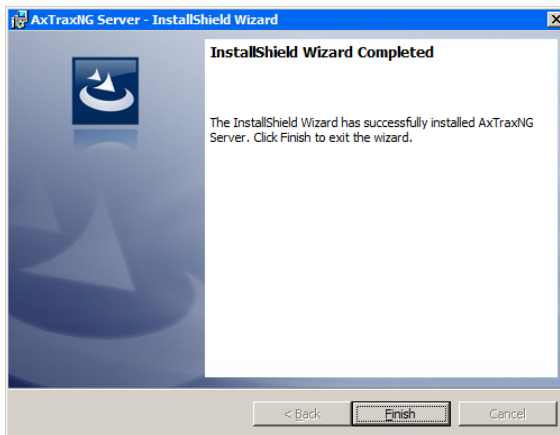 AxTraxNG Server - InstallShield Wizard
InstallShield Wizard Completed
The InstallShield Wizard has successfully installed AxTraxNG
Server. Click Finish to exit the wizard.
< Back
Finish
Cancel